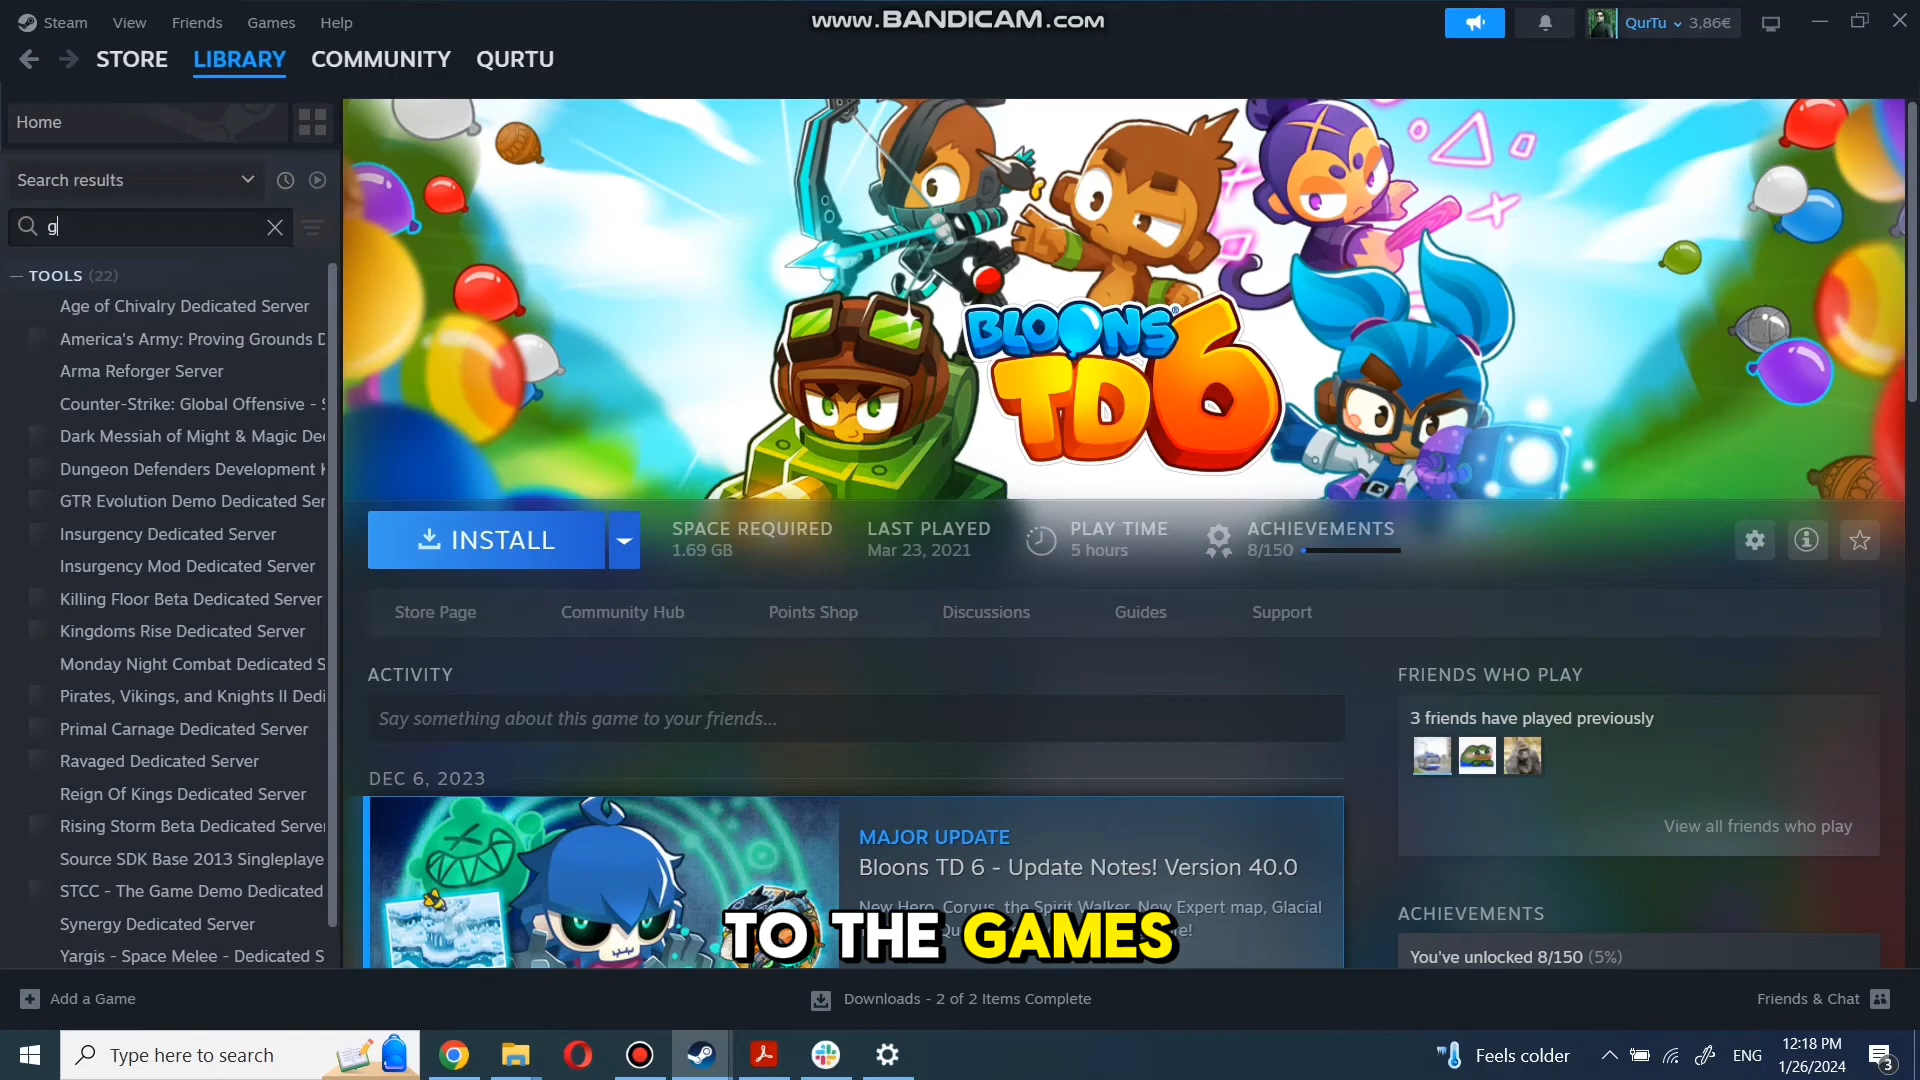 Steam View Friends Games Help
www.BANDICAM.com
QurTu 3,86€
STORE LIBRARY COMMUNITY QURTU
Home
Search results
g
TOOLS (22)
Age of Chivalry Dedicated Server
America's Army: Proving Grounds D
Arma Reforger Server
Counter-Strike: Global Offensive - S
Dark Messiah of Might & Magic De
Dungeon Defenders Development K
GTR Evolution Demo Dedicated Ser
Insurgency Dedicated Server
Insurgency Mod Dedicated Server
Killing Floor Beta Dedicated Server
Kingdoms Rise Dedicated Server
Monday Night Combat Dedicated S
Pirates, Vikings, and Knights II Dedi
Primal Carnage Dedicated Server
Ravaged Dedicated Server
Reign Of Kings Dedicated Server
Rising Storm Beta Dedicated Server
Source SDK Base 2013 Singleplaye
STCC - The Game Demo Dedicated
Synergy Dedicated Server
Yargis - Space Melee - Dedicated S
BLOONS
TD6
INSTALL
SPACE REQUIRED
1.69 GB
LAST PLAYED
Mar 23, 2021
PLAY TIME
5 hours
ACHIEVEMENTS
8/150
Store Page Community Hub Points Shop Discussions Guides Support
ACTIVITY
Say something about this game to your friends...
DEC 6, 2023
MAJOR UPDATE
Bloons TD 6 - Update Notes! Version 40.0
New Hero, Corvus, the Spirit Walker, New Expert map, Glacial
TO THE GAMES
FRIENDS WHO PLAY
3 friends have played previously
View all friends who play
ACHIEVEMENTS
You've unlocked 8/150 (5%)
Add a Game
Downloads - 2 of 2 Items Complete
Friends & Chat
Type here to search
Feels colder
ENG
12:18 PM
1/26/2024
3